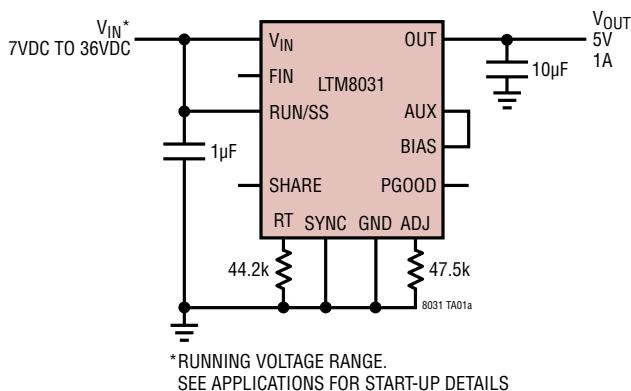 VIN*
7VDC TO 36VDC
VIN
OUT
VOUT
5V
1A
FIN
LTM8031
10µF
RUN/SS
AUX
1µF
BIAS
SHARE
PGOOD
RT
SYNC
GND
ADJ
44.2k
47.5k
8031 TA01a
*RUNNING VOLTAGE RANGE.
SEE APPLICATIONS FOR START-UP DETAILS